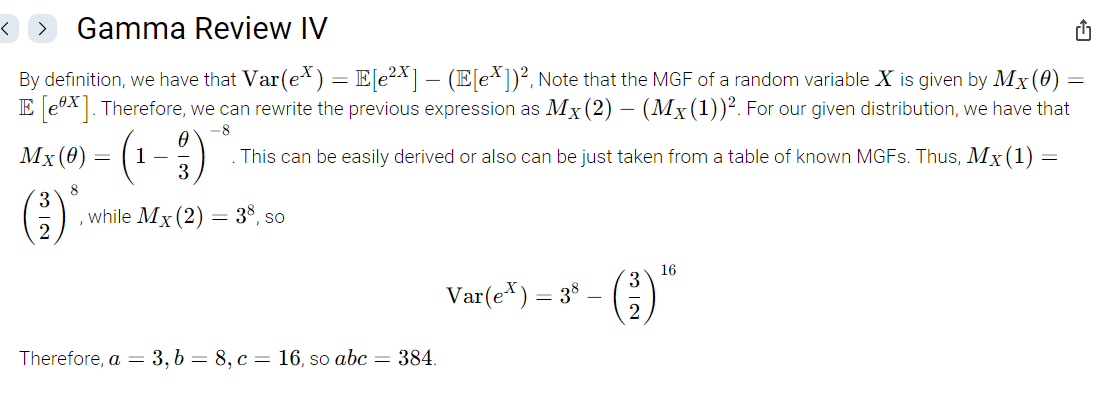 < > Gamma Review IV
By definition, we have that Var(e^X) = 𝔼[e^{2X}] − (𝔼[e^X])², Note that the MGF of a random variable X is given by M_X(θ) =
𝔼 [e^{θX}]. Therefore, we can rewrite the previous expression as M_X(2) − (M_X(1))². For our given distribution, we have that
M_X(θ) = (1 − θ/3)^{−8}. This can be easily derived or also can be just taken from a table of known MGFs. Thus, M_X(1) =
(3/2)^8, while M_X(2) = 3^8, so
Var(e^X) = 3^8 − (3/2)^{16}
Therefore, a = 3, b = 8, c = 16, so abc = 384.